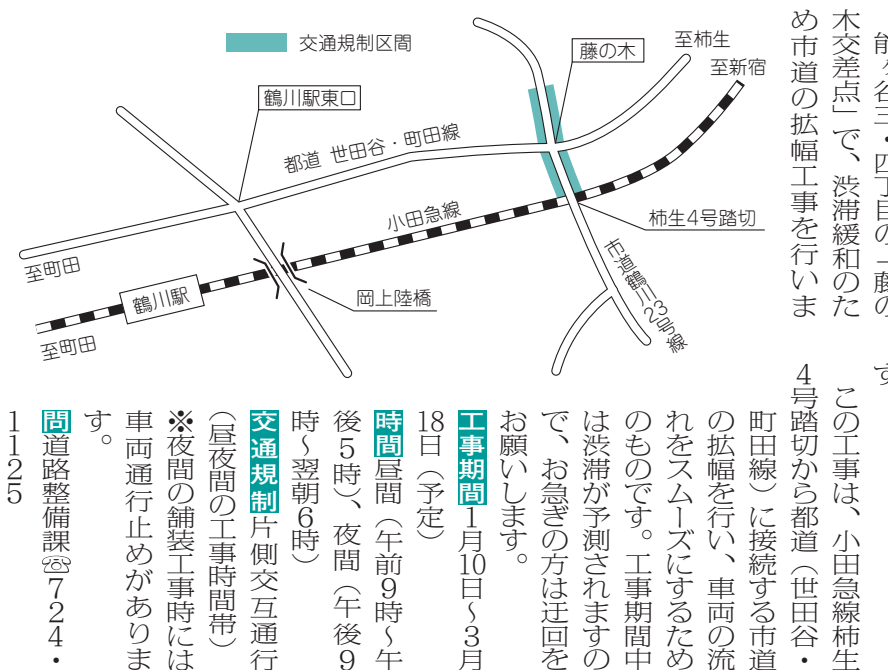 能ヶ谷三・四丁目の「藤の
木交差点」で、渋滞緩和のた
め市道の拡幅工事を行いま
す。
この工事は、小田急線柿生
4号踏切から都道（世田谷・
町田線）に接続する市道
の拡幅を行い、車両の流
れをスムーズにするため
のものです。工事期間中
は渋滞が予測されますの
で、お急ぎの方は迂回を
お願いします。
工事期間1月10日～3月
18日（予定）
時間昼間（午前9時～午
後5時）、夜間（午後9
時～翌朝6時）
交通規制片側交互通行
（昼夜間の工事時間帯）
※夜間の舗装工事時には
車両通行止めがありま
す。
問道路整備課☎724・
1125
交通規制区間
藤の木
至柿生
至新宿
鶴川駅東口
都道 世田谷・町田線
小田急線
柿生4号踏切
至町田
鶴川駅
岡上陸橋
市道鶴川23号線
至町田